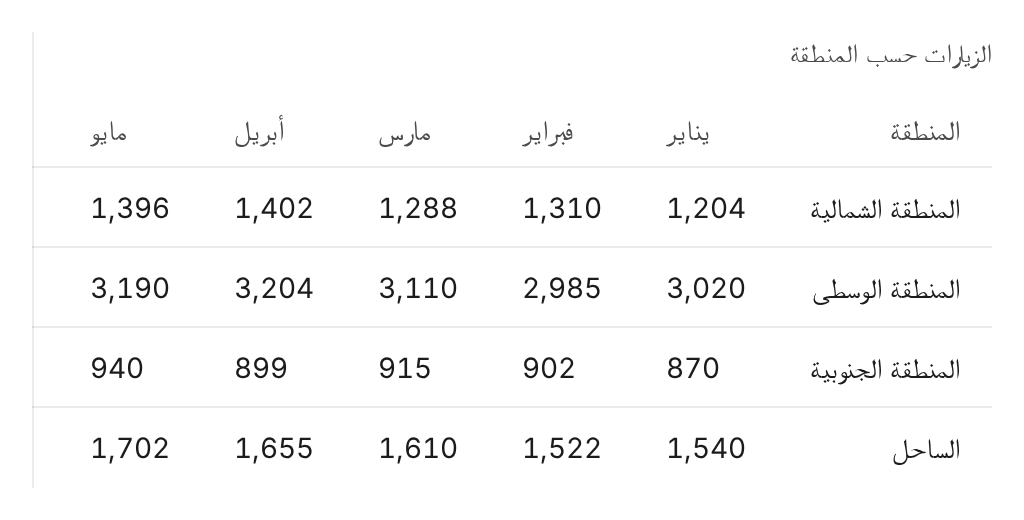 الزيارات حسب المنطقة
المنطقة يناير فبراير مارس أبريل مايو
المنطقة الشمالية 1,204 1,310 1,288 1,402 1,396
المنطقة الوسطى 3,020 2,985 3,110 3,204 3,190
المنطقة الجنوبية 870 902 915 899 940
الساحل 1,540 1,522 1,610 1,655 1,702